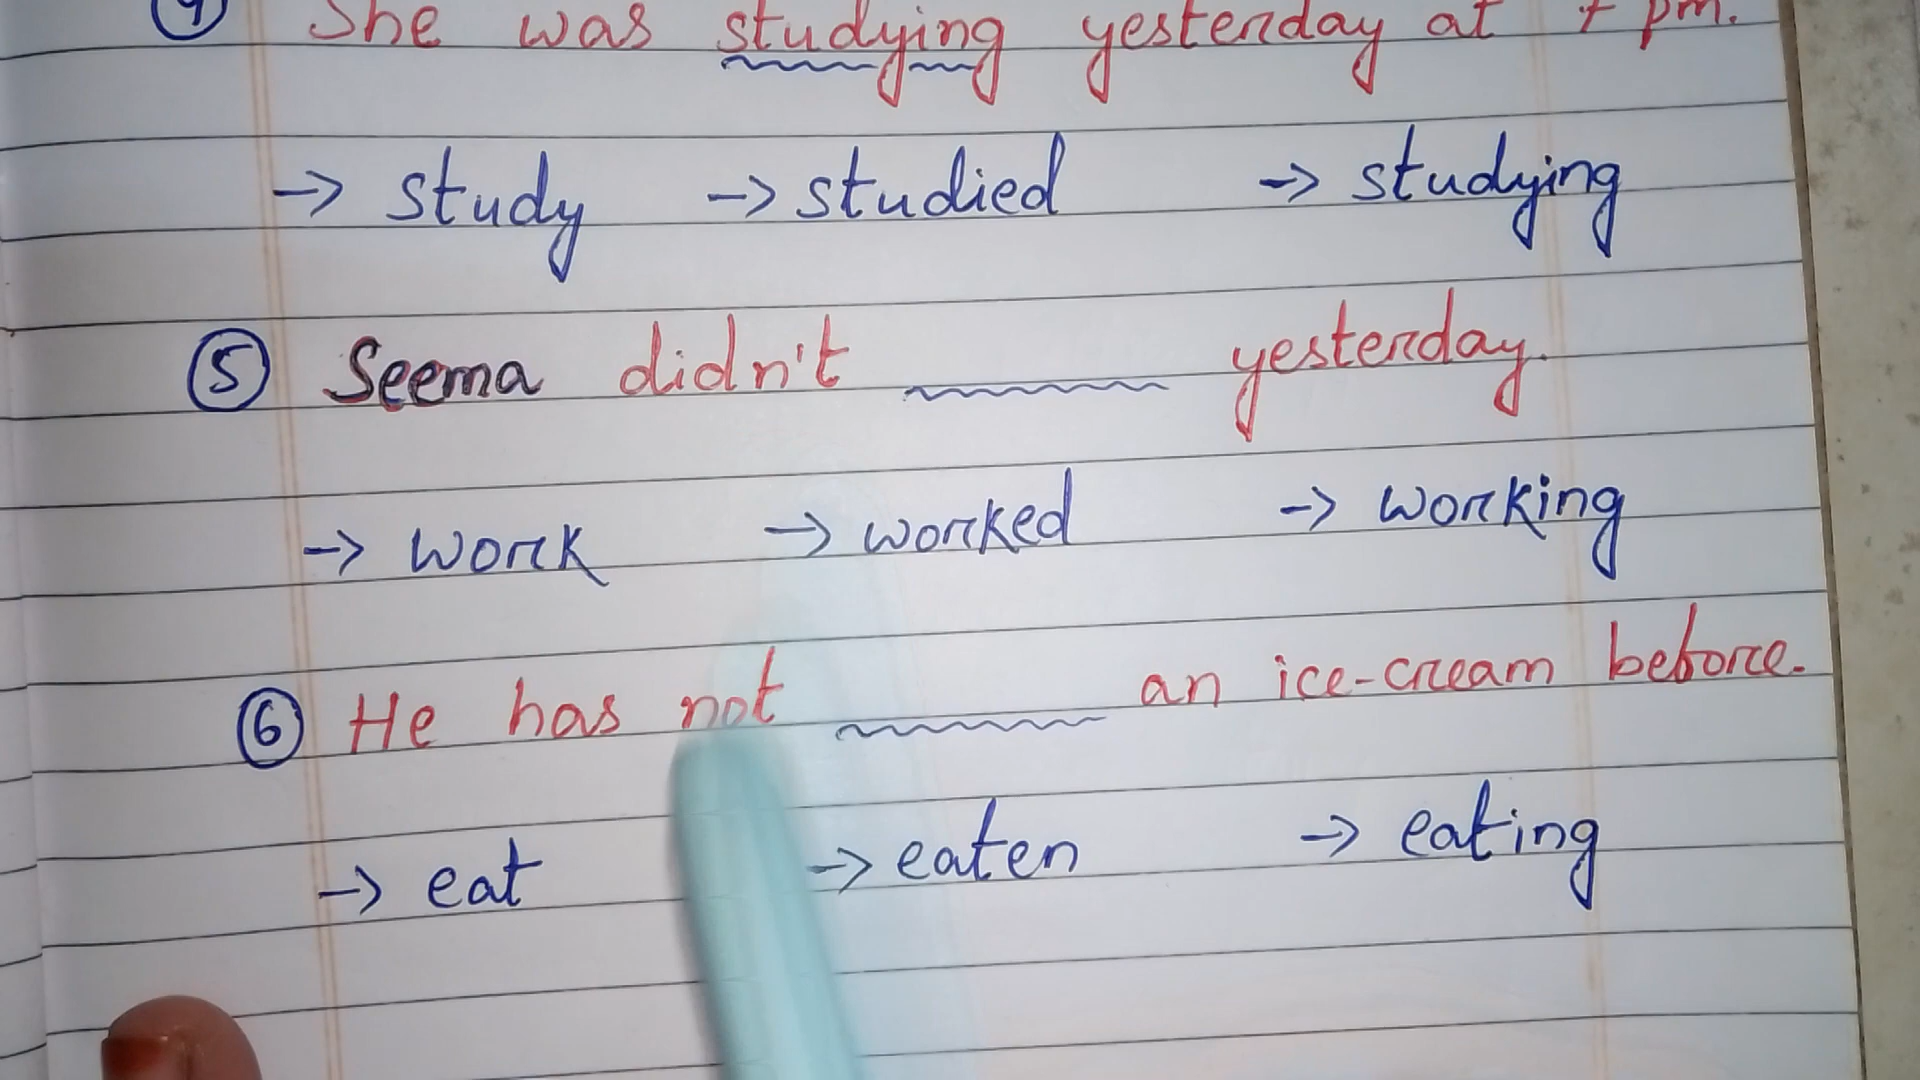 She was studying yesterday at 7 pm.
→ study → studied → studying
⑤ Seema didn't ~~~~~ yesterday.
→ work → worked → working
⑥ He has not ~~~~~ an ice-cream before.
→ eat → eaten → eating